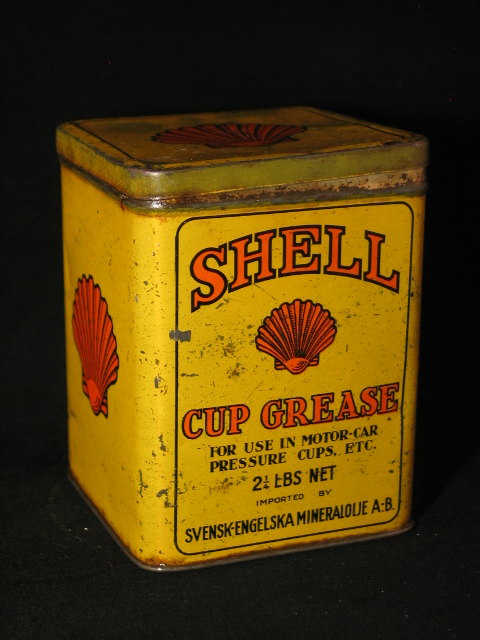 SHELL
CUP GREASE
FOR USE IN MOTOR-CAR
PRESSURE CUPS, ETC.
2¼ LBS NET
IMPORTED BY
SVENSK-ENGELSKA MINERALOLJE A.-B.